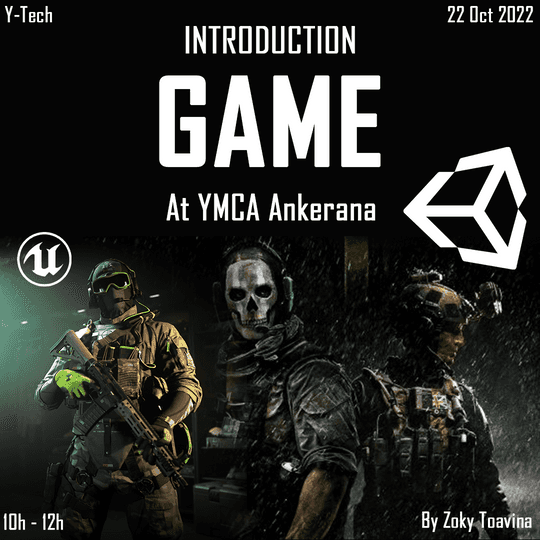 Y-Tech
22 Oct 2022
INTRODUCTION
GAME
At YMCA Ankerana
10h - 12h
By Zoky Toavina